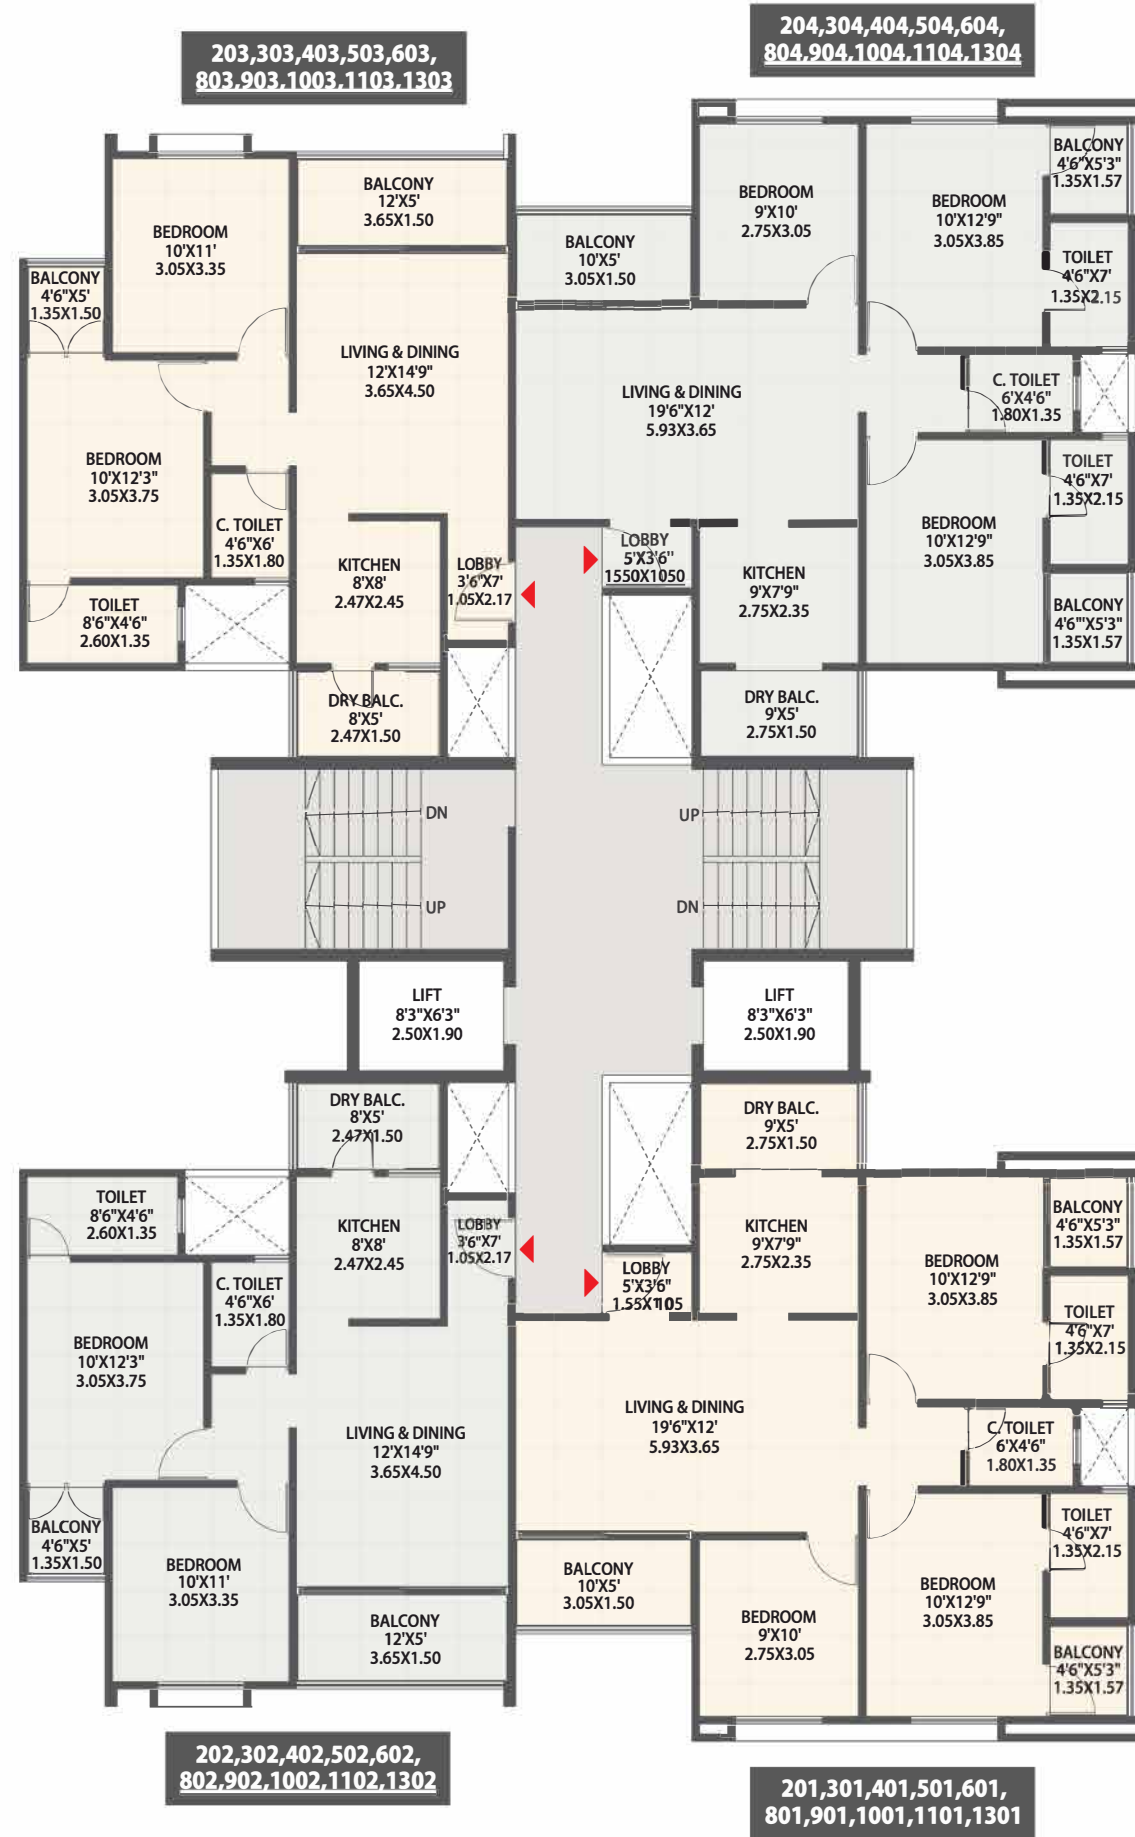 203,303,403,503,603,
803,903,1003,1103,1303
204,304,404,504,604,
804,904,1004,1104,1304
BEDROOM
10'X11'
3.05X3.35
BALCONY
12'X5'
3.65X1.50
BALCONY
4'6"X5'
1.35X1.50
LIVING & DINING
12'X14'9"
3.65X4.50
BEDROOM
10'X12'3"
3.05X3.75
C. TOILET
4'6"X6'
1.35X1.80
TOILET
8'6"X4'6"
2.60X1.35
KITCHEN
8'X8'
2.47X2.45
LOBBY
3'6"X7'
1.05X2.17
DRY BALC.
8'X5'
2.47X1.50
BALCONY
10'X5'
3.05X1.50
BEDROOM
9'X10'
2.75X3.05
BEDROOM
10'X12'9"
3.05X3.85
BALCONY
4'6"X5'3"
1.35X1.57
TOILET
4'6"X7'
1.35X2.15
LIVING & DINING
19'6"X12'
5.93X3.65
C. TOILET
6'X4'6"
1.80X1.35
TOILET
4'6"X7'
1.35X2.15
BEDROOM
10'X12'9"
3.05X3.85
LOBBY
5'X3'6"
1550X1050
KITCHEN
9'X7'9"
2.75X2.35
BALCONY
4'6"'X5'3"
1.35X1.57
DRY BALC.
9'X5'
2.75X1.50
DN
UP
UP
DN
LIFT
8'3"X6'3"
2.50X1.90
LIFT
8'3"X6'3"
2.50X1.90
DRY BALC.
8'X5'
2.47X1.50
TOILET
8'6"X4'6"
2.60X1.35
KITCHEN
8'X8'
2.47X2.45
LOBBY
3'6"X7'
1.05X2.17
C. TOILET
4'6"X6'
1.35X1.80
BEDROOM
10'X12'3"
3.05X3.75
LIVING & DINING
12'X14'9"
3.65X4.50
BALCONY
4'6"X5'
1.35X1.50
BEDROOM
10'X11'
3.05X3.35
BALCONY
12'X5'
3.65X1.50
DRY BALC.
9'X5'
2.75X1.50
KITCHEN
9'X7'9"
2.75X2.35
LOBBY
5'X3'6"
BEDROOM
10'X12'9"
3.05X3.85
BALCONY
4'6"X5'3"
1.35X1.57
TOILET
4'6"X7'
1.35X2.15
LIVING & DINING
19'6"X12'
5.93X3.65
C. TOILET
6'X4'6"
1.80X1.35
TOILET
4'6"X7'
1.35X2.15
BALCONY
10'X5'
3.05X1.50
BEDROOM
9'X10'
2.75X3.05
BEDROOM
10'X12'9"
3.05X3.85
BALCONY
4'6"X5'3"
1.35X1.57
202,302,402,502,602,
802,902,1002,1102,1302
201,301,401,501,601,
801,901,1001,1101,1301